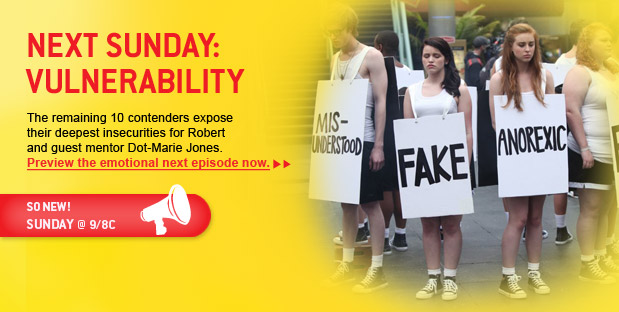 NEXT SUNDAY:
VULNERABILITY
The remaining 10 contenders expose
their deepest insecurities for Robert
and guest mentor Dot-Marie Jones.
Preview the emotional next episode now.
SO NEW!
SUNDAY @ 9/8C
MIS-
UNDERSTOOD
FAKE
ANOREXIC